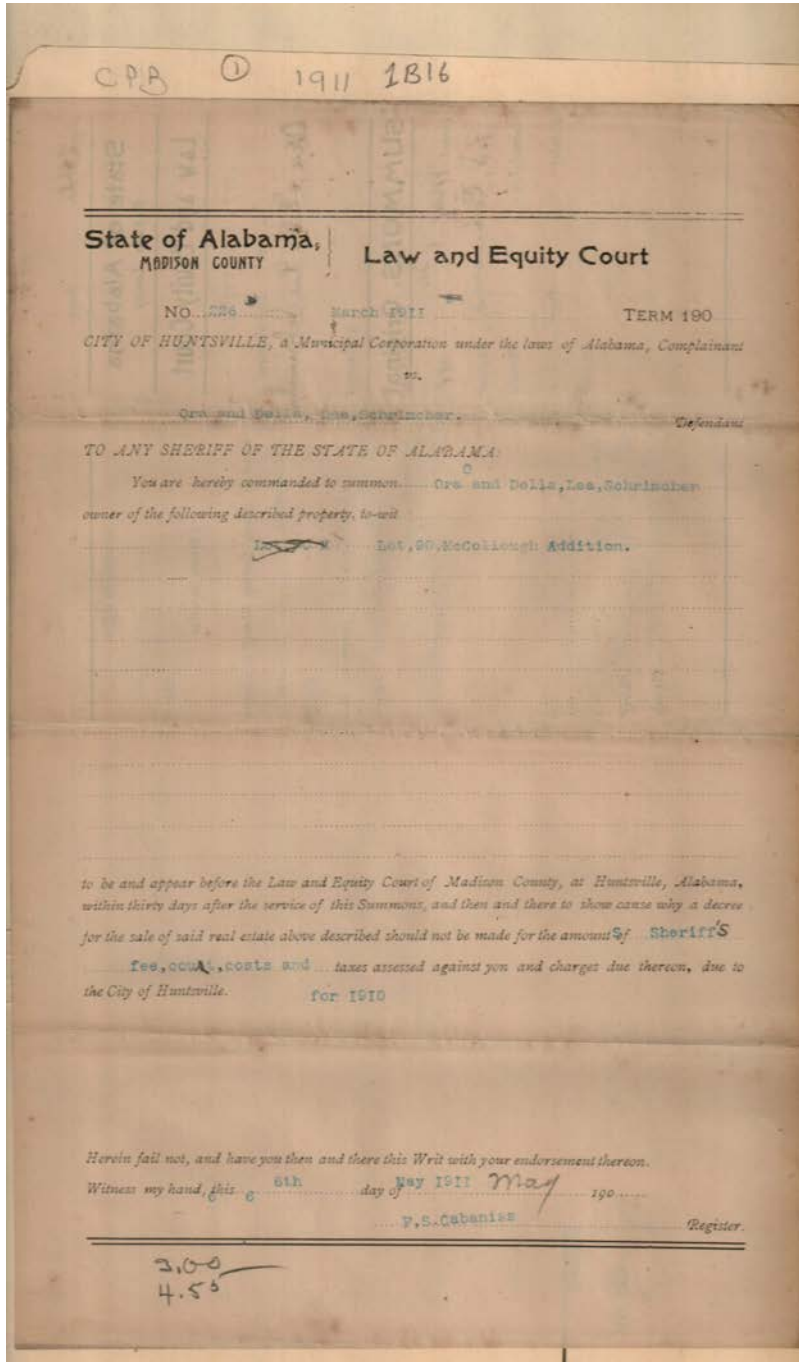 CPB ① 1911 1B16
State of Alabama, Law and Equity Court
MADISON COUNTY
No. 226 March 1911 TERM 190
CITY OF HUNTSVILLE, a Municipal Corporation under the laws of Alabama, Complainant
vs.
Ora and Della, Lee, Schrimcher. Defendant
TO ANY SHERIFF OF THE STATE OF ALABAMA:
You are hereby commanded to summon Ora and Della, Lee, Schrimcher
owner of the following described property, to-wit
Lot, 90, McCollough Addition.
to be and appear before the Law and Equity Court of Madison County, at Huntsville, Alabama,
within thirty days after the service of this Summons, and then and there to show cause why a decree
for the sale of said real estate above described should not be made for the amount of Sheriff'S
fee, costs and taxes assessed against you and charges due thereon, due to
the City of Huntsville. for 1910
Herein fail not, and have you then and there this Writ with your endorsement thereon.
Witness my hand, this 6th day of May 1911 May 190
F.S.Cabaniss Register.
3.00
4.55